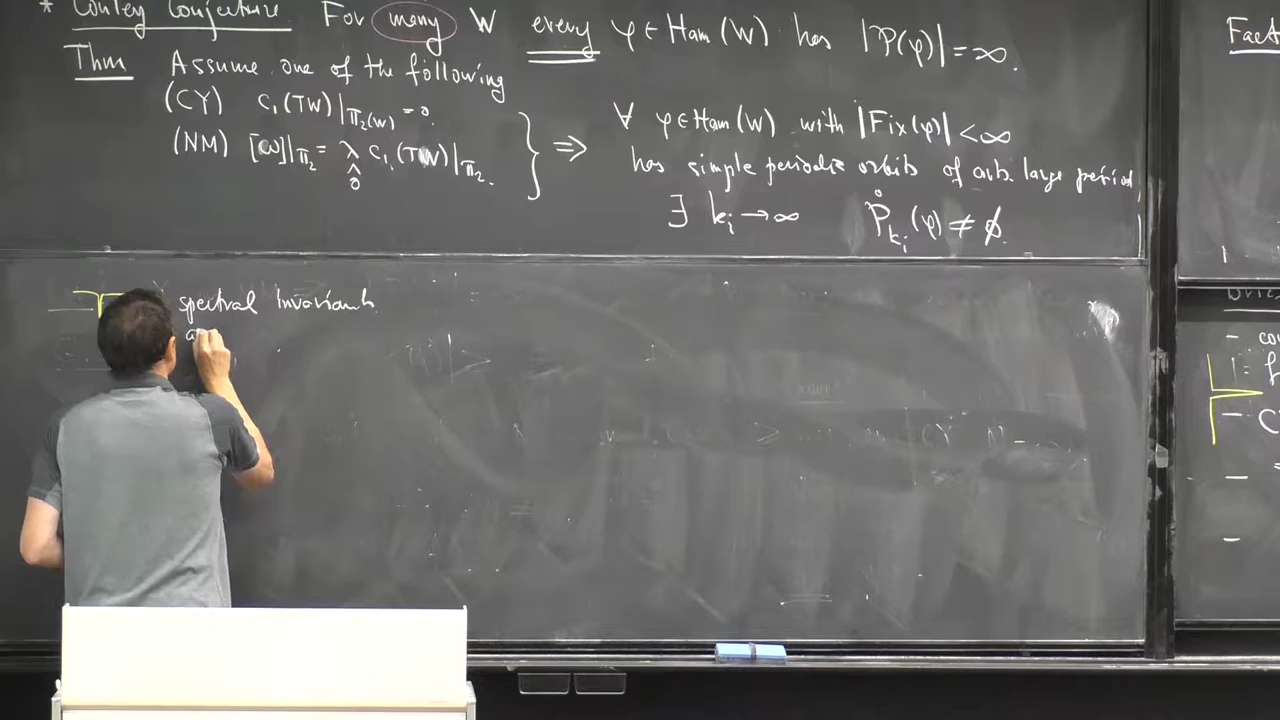 * Conley Conjecture For many W every φ ∈ Ham(W) has |P(φ)| = ∞.
Thm Assume one of the following
(CY) c₁(TW)|π₂(W) = 0.
(NM) [ω]|π₂ = λ c₁(TW)|π₂.
∧
0
} ⇒
∀ φ ∈ Ham(W) with |Fix(φ)| < ∞
has simple periodic orbits of arb. large period
∃ kᵢ → ∞ P̊kᵢ(φ) ≠ ∅.
spectral invariants
Fact